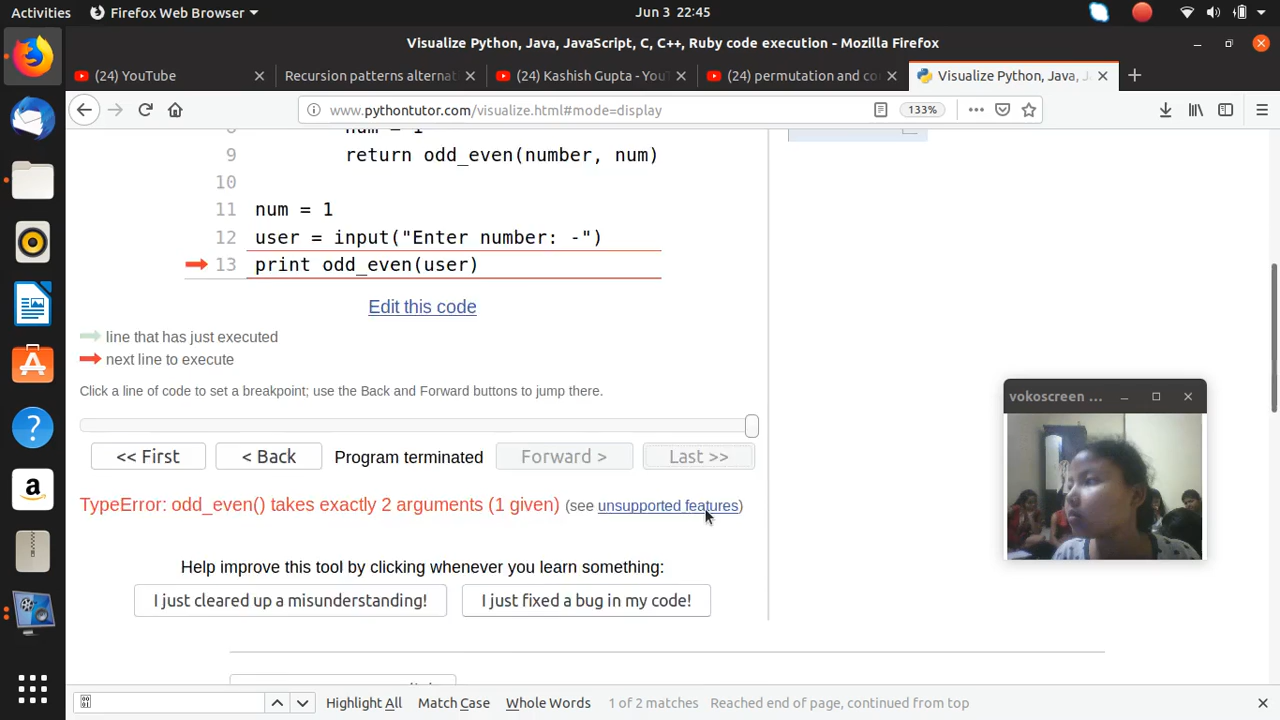 Activities Firefox Web Browser Jun 3 22:45
Visualize Python, Java, JavaScript, C, C++, Ruby code execution - Mozilla Firefox
(24) YouTube Recursion patterns alternat (24) Kashish Gupta - You (24) permutation and co Visualize Python, Java, J
www.pythontutor.com/visualize.html#mode=display 133%
num = 1
9 return odd_even(number, num)
10
11 num = 1
12 user = input("Enter number: -")
13 print odd_even(user)
Edit this code
line that has just executed
next line to execute
Click a line of code to set a breakpoint; use the Back and Forward buttons to jump there.
<< First < Back Program terminated Forward > Last >>
TypeError: odd_even() takes exactly 2 arguments (1 given) (see unsupported features)
Help improve this tool by clicking whenever you learn something:
I just cleared up a misunderstanding! I just fixed a bug in my code!
vokoscreen ...
Highlight All Match Case Whole Words 1 of 2 matches Reached end of page, continued from top